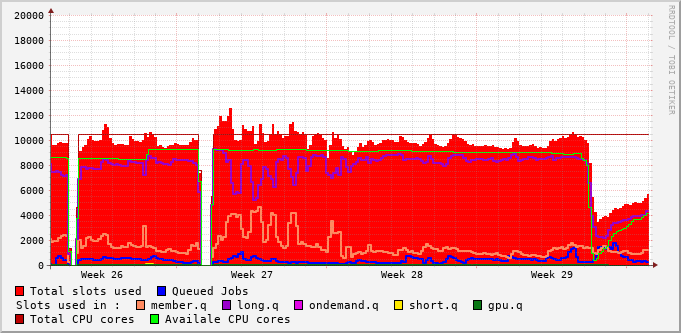 20000
18000
16000
14000
12000
10000
8000
6000
4000
2000
0
Week 26 Week 27 Week 28 Week 29
RRDTOOL / TOBI OETIKER
Total slots used Queued Jobs
Slots used in : member.q long.q ondemand.q short.q gpu.q
Total CPU cores Availale CPU cores